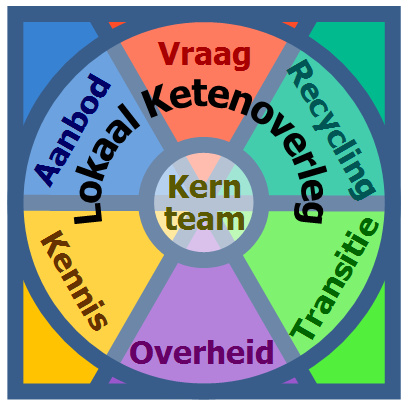 Vraag
Lokaal Ketenoverleg
Aanbod
Recycling
Kern
team
Kennis
Transitie
Overheid